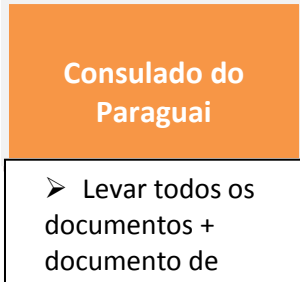 Consulado do
Paraguai
➢ Levar todos os
documentos +
documento de